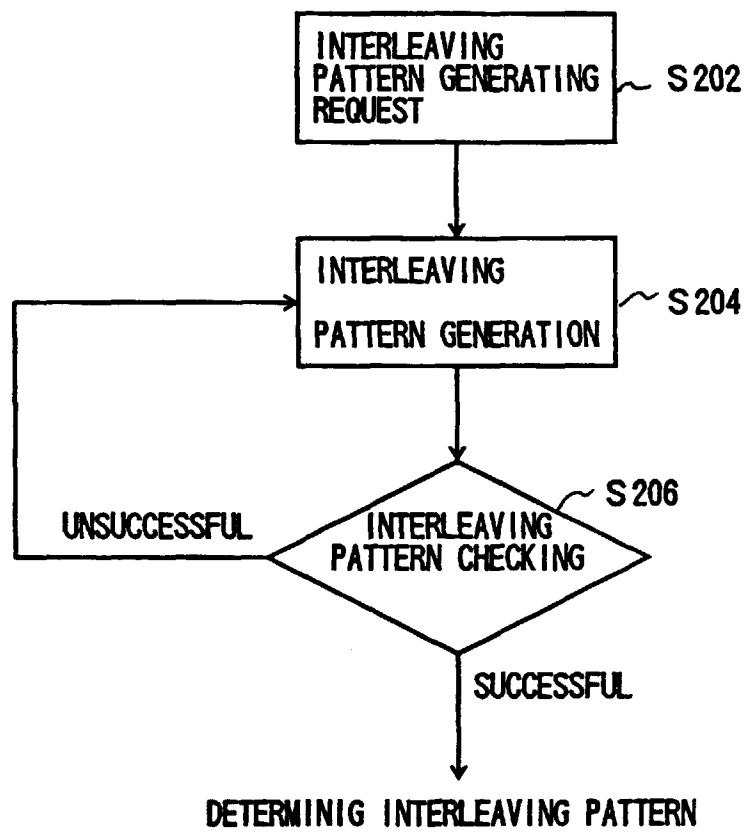 INTERLEAVING
PATTERN GENERATING
REQUEST
S202
INTERLEAVING
PATTERN GENERATION
S204
S206
INTERLEAVING
PATTERN CHECKING
UNSUCCESSFUL
SUCCESSFUL
DETERMINIG INTERLEAVING PATTERN